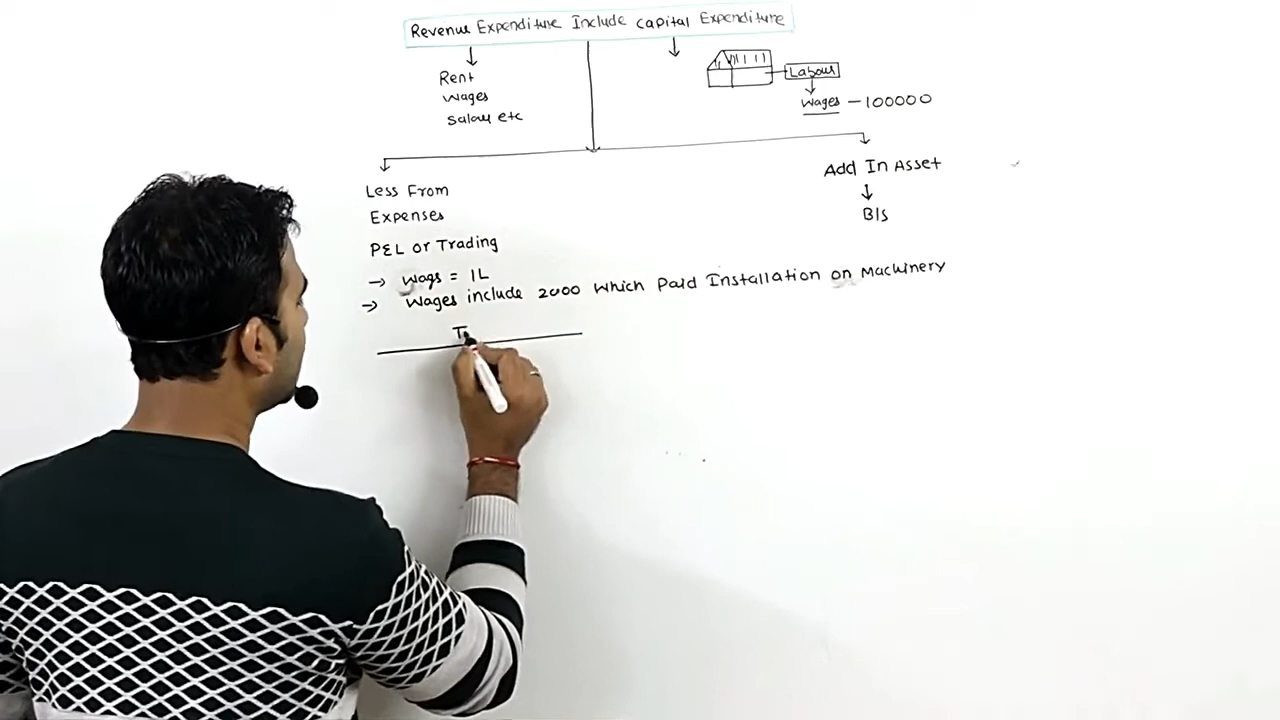 Revenue Expenditure Include Capital Expenditure
Rent
wages
Salary etc
Labour
Wages - 100000
Less From
Expenses
P&L or Trading
Add In Asset
B/s
→ wags = 1L
→ Wages include 2000 Which Paid Installation on Machinery
T